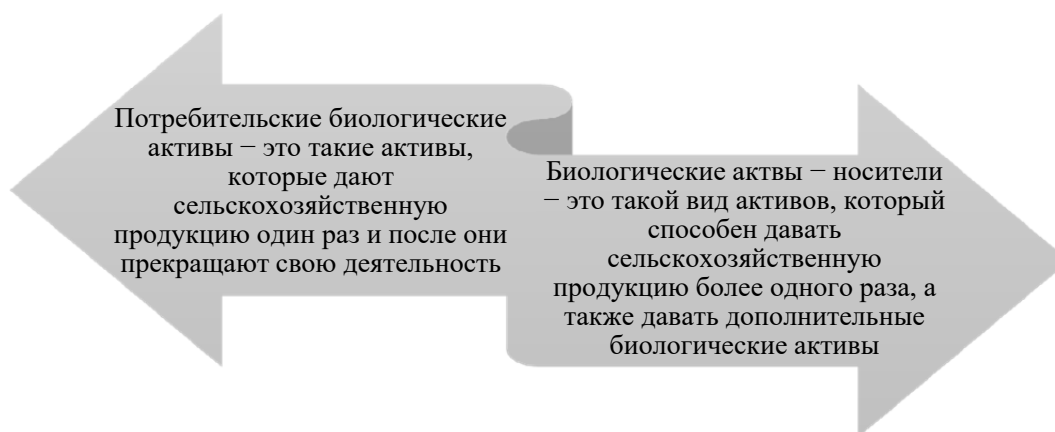 Потребительские биологические
активы − это такие активы,
которые дают
сельскохозяйственную
продукцию один раз и после они
прекращают свою деятельность
Биологические актвы − носители
− это такой вид активов, который
способен давать
сельскохозяйственную
продукцию более одного раза, а
также давать дополнительные
биологические активы